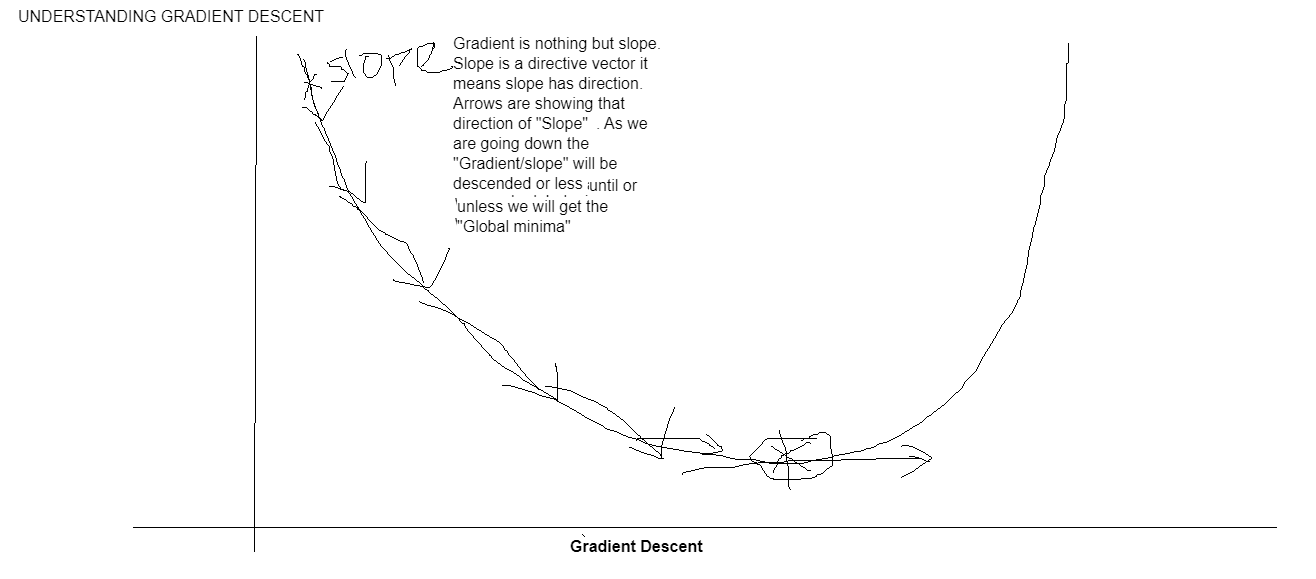 UNDERSTANDING GRADIENT DESCENT
slope
Gradient is nothing but slope.
Slope is a directive vector it
means slope has direction.
Arrows are showing that
direction of "Slope" . As we
are going down the
"Gradient/slope" will be
descended or less until or
unless we will get the
"Global minima"
Gradient Descent